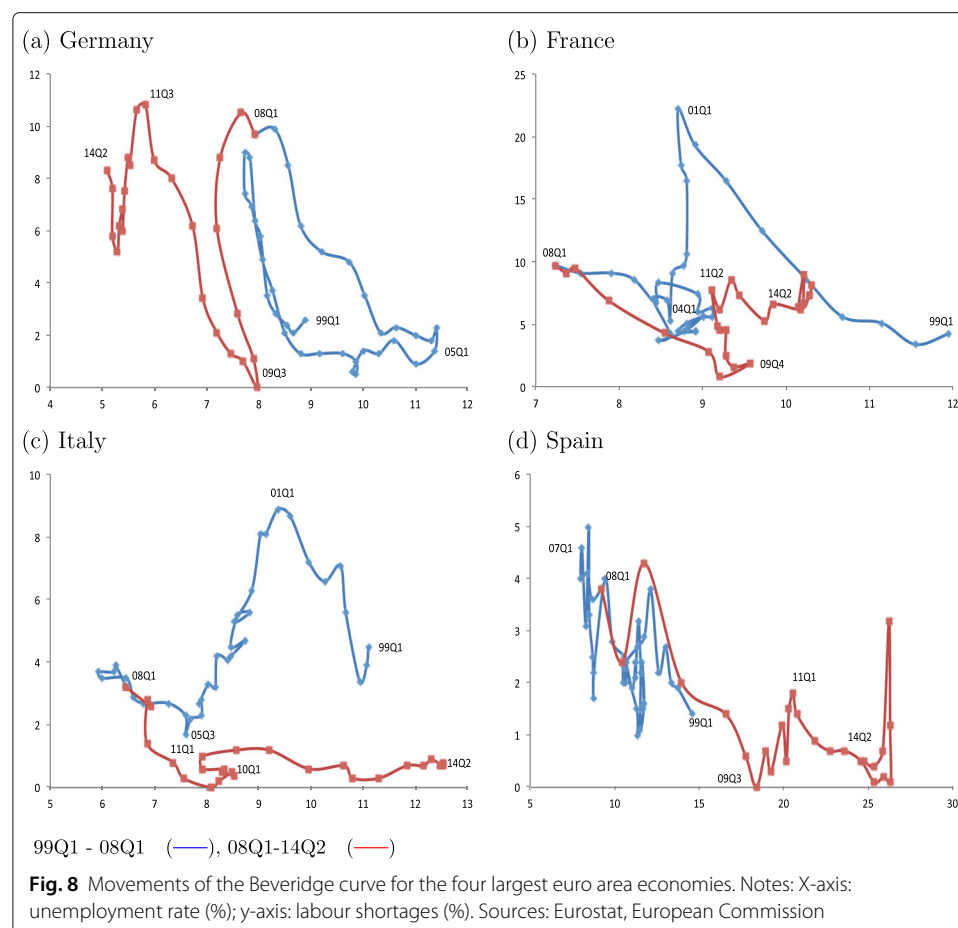 (a) Germany
12
10
8
6
4
2
0
4 5 6 7 8 9 10 11 12
11Q3
14Q2
08Q1
99Q1
05Q1
09Q3
(b) France
25
20
15
10
5
0
7 8 9 10 11 12
01Q1
08Q1
11Q2
14Q2
04Q1
99Q1
09Q4
(c) Italy
10
8
6
4
2
0
5 6 7 8 9 10 11 12 13
01Q1
99Q1
08Q1
05Q3
11Q1
10Q1
14Q2
(d) Spain
6
5
4
3
2
1
0
5 10 15 20 25 30
07Q1
08Q1
99Q1
11Q1
14Q2
09Q3
99Q1 - 08Q1 (——), 08Q1-14Q2 (——)
Fig. 8 Movements of the Beveridge curve for the four largest euro area economies. Notes: X-axis:
unemployment rate (%); y-axis: labour shortages (%). Sources: Eurostat, European Commission